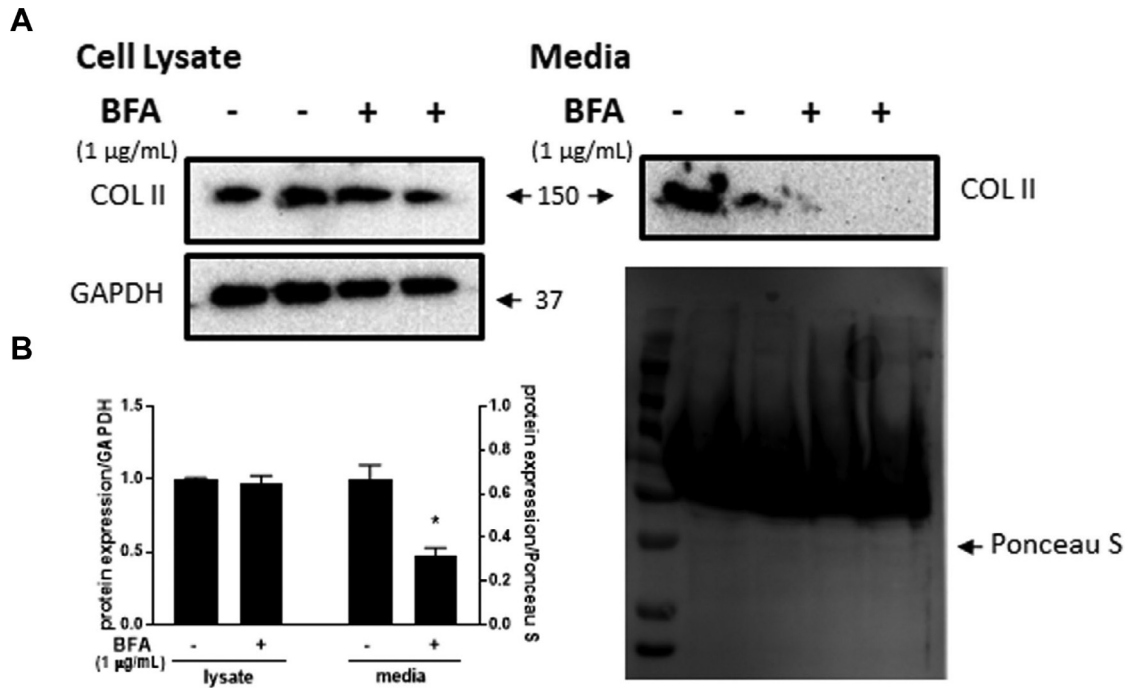 A
Cell Lysate
BFA - - + +
(1 µg/mL)
COL II
GAPDH
150
37
Media
BFA - - + +
(1 µg/mL)
COL II
Ponceau S
B
protein expression/GAPDH
1.5
1.0
0.5
0.0
protein expression/Ponceau S
1.0
0.8
0.6
0.4
0.2
0.0
*
BFA - + - +
(1 µg/mL)
lysate media